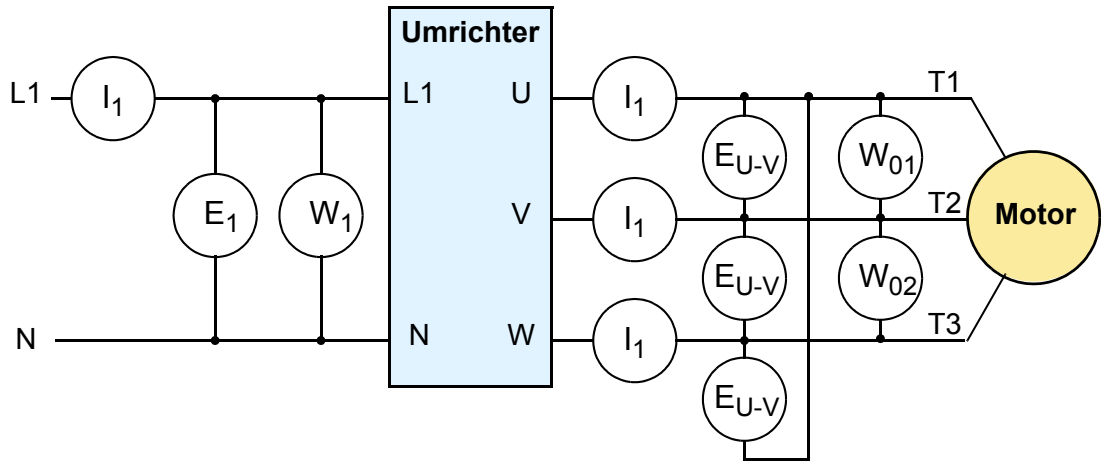 Umrichter
L1 I1 L1 U I1 T1
EU-V W01
E1 W1 V I1 T2 Motor
EU-V W02
N N W I1 T3
EU-V